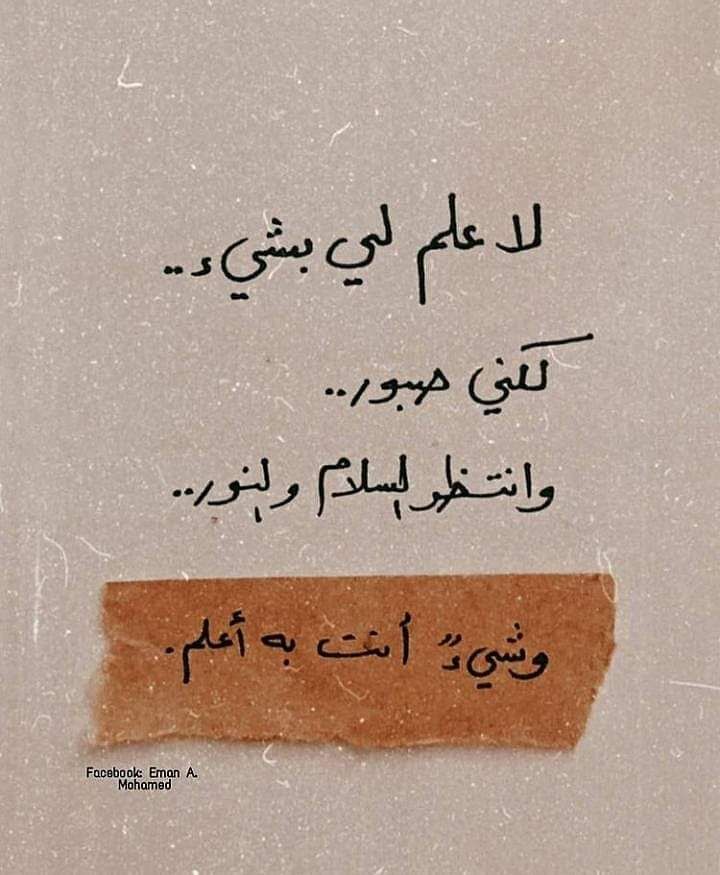 لا علم لي بشيء..
لكني صبور..
وانتظر السلام والنور..
وشيءٌ أنت به أعلم.
Facebook: Eman A.
Mohamed